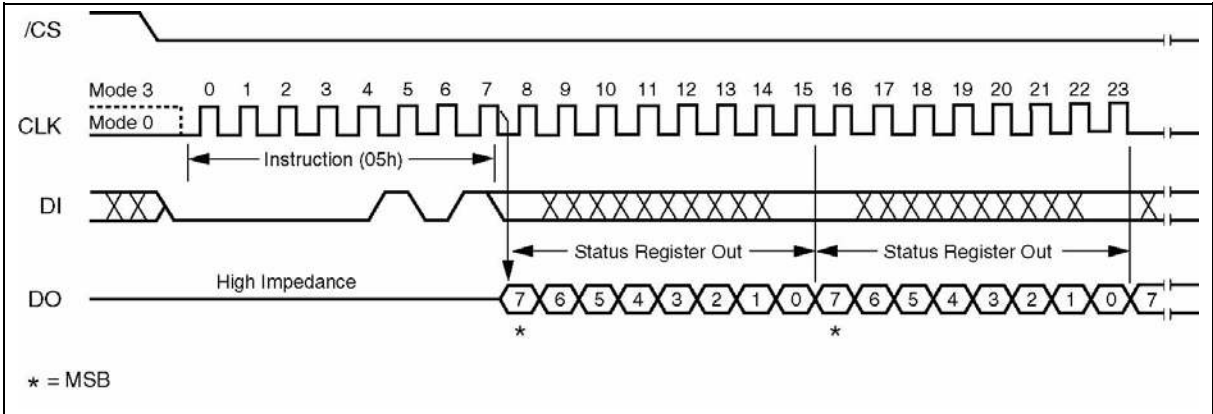 /CS
Mode 3
0 1 2 3 4 5 6 7 8 9 10 11 12 13 14 15 16 17 18 19 20 21 22 23
CLK
Mode 0
Instruction (05h)
DI
Status Register Out Status Register Out
High Impedance
DO
7 6 5 4 3 2 1 0 7 6 5 4 3 2 1 0 7
* *
* = MSB